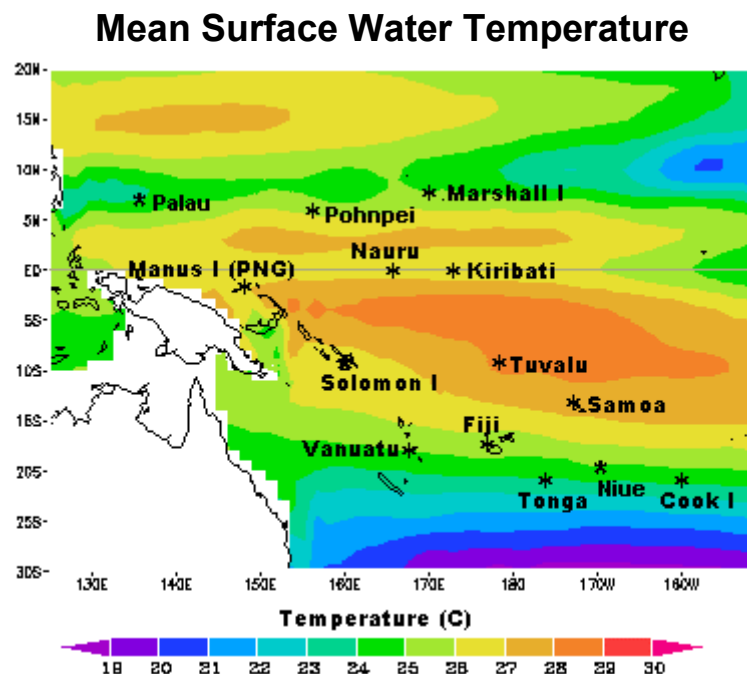 Mean Surface Water Temperature
20N
15N
10N
5N
EQ
5S
10S
15S
20S
25S
30S
Palau
Pohnpei
Marshall I
Nauru
Manus I (PNG)
Kiribati
Solomon I
Tuvalu
Samoa
Fiji
Vanuatu
Tonga
Niue
Cook I
130E 140E 150E 160E 170E 180 170W 160W
Temperature (C)
19 20 21 22 23 24 25 26 27 28 29 30